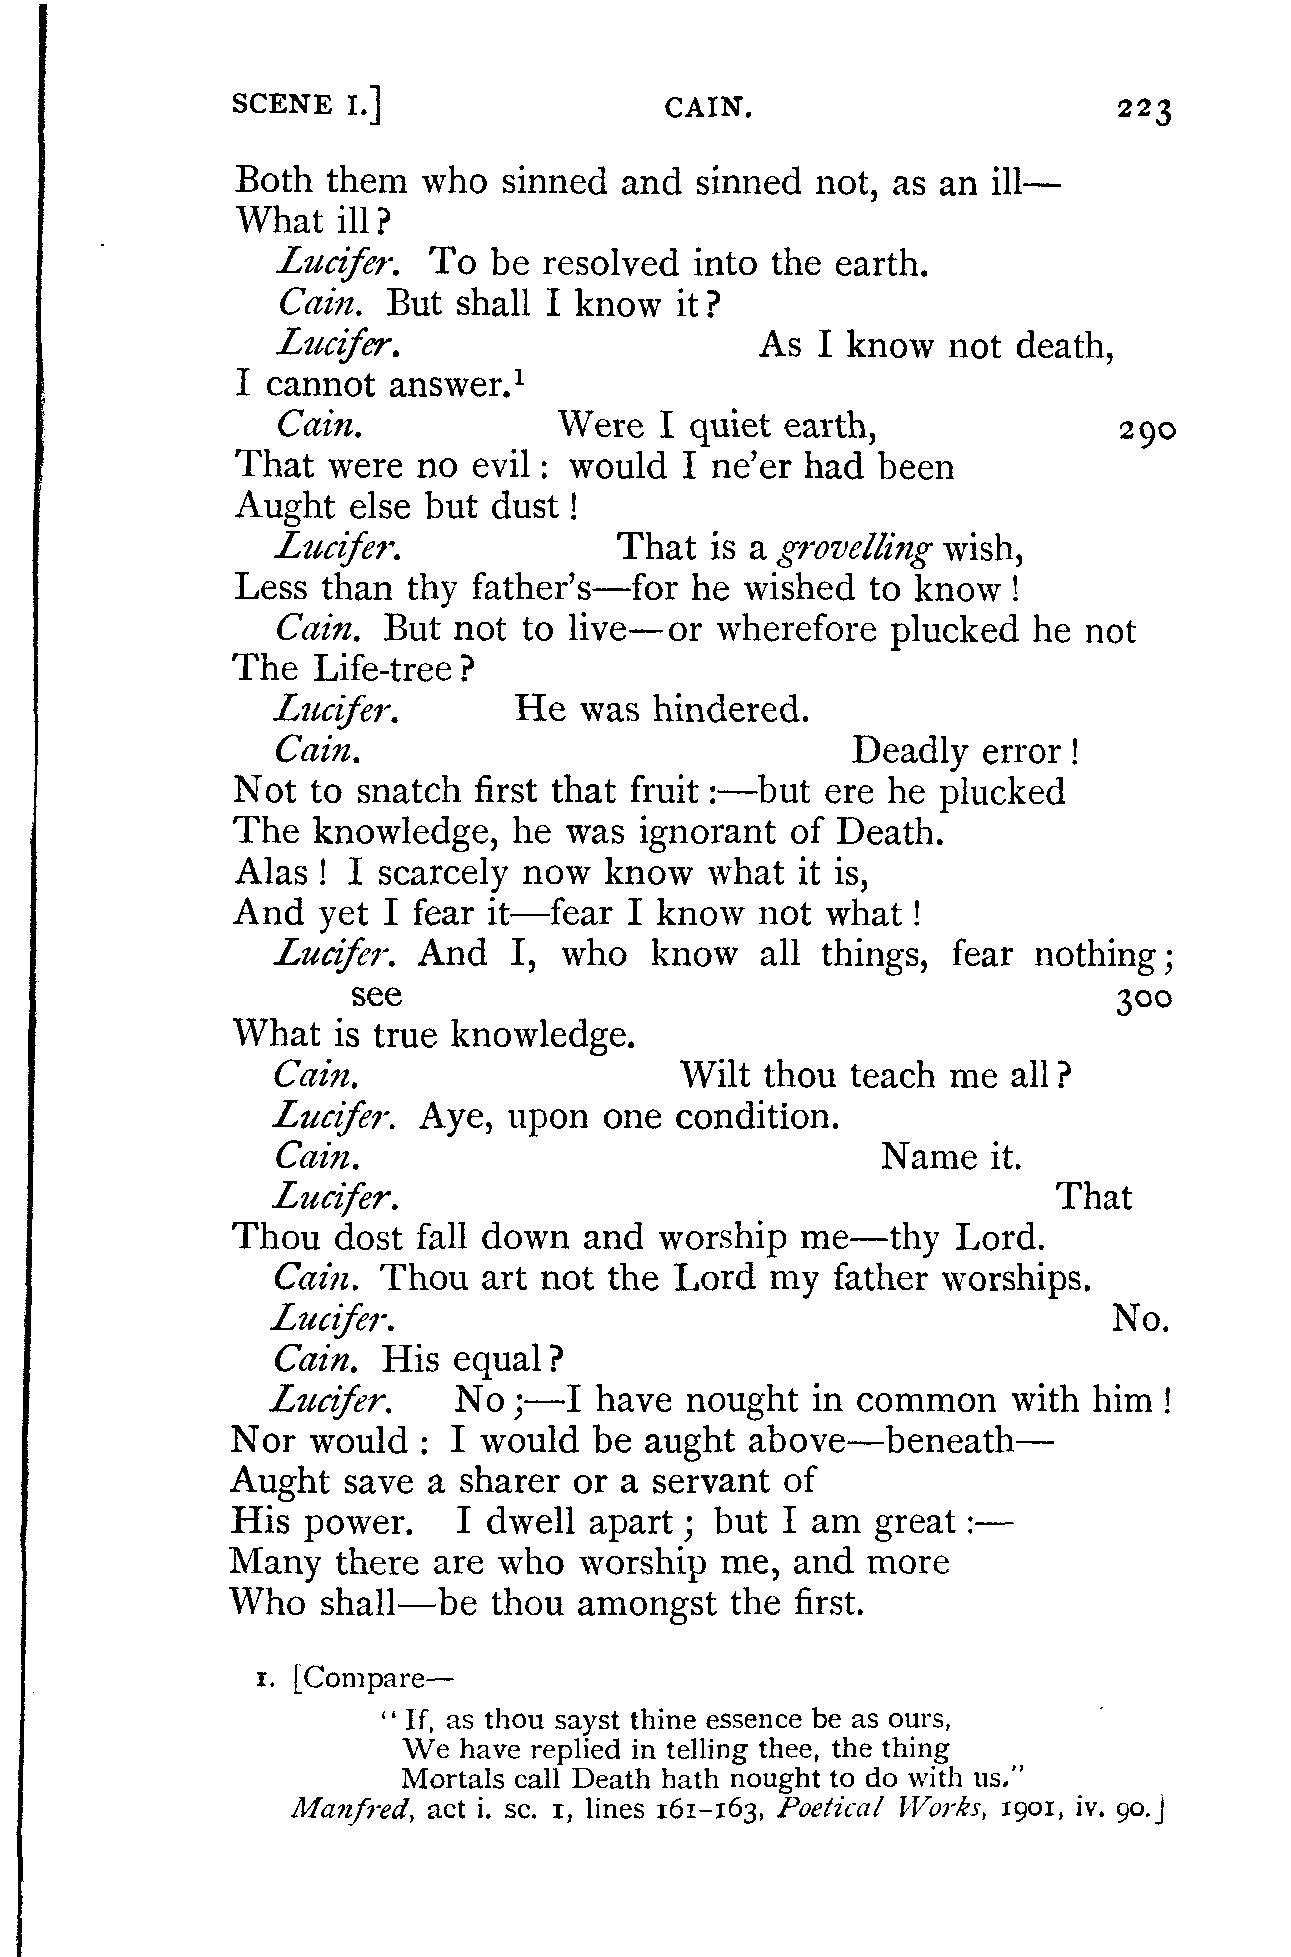 SCENE I.] CAIN. 223
Both them who sinned and sinned not, as an ill—
What ill?
Lucifer. To be resolved into the earth.
Cain. But shall I know it?
Lucifer. As I know not death,
I cannot answer.¹
Cain. Were I quiet earth, 290
That were no evil: would I ne'er had been
Aught else but dust!
Lucifer. That is a grovelling wish,
Less than thy father's—for he wished to know!
Cain. But not to live—or wherefore plucked he not
The Life-tree?
Lucifer. He was hindered.
Cain. Deadly error!
Not to snatch first that fruit:—but ere he plucked
The knowledge, he was ignorant of Death.
Alas! I scarcely now know what it is,
And yet I fear it—fear I know not what!
Lucifer. And I, who know all things, fear nothing;
see 300
What is true knowledge.
Cain. Wilt thou teach me all?
Lucifer. Aye, upon one condition.
Cain. Name it.
Lucifer. That
Thou dost fall down and worship me—thy Lord.
Cain. Thou art not the Lord my father worships.
Lucifer. No.
Cain. His equal?
Lucifer. No;—I have nought in common with him!
Nor would: I would be aught above—beneath—
Aught save a sharer or a servant of
His power. I dwell apart; but I am great:—
Many there are who worship me, and more
Who shall—be thou amongst the first.
1. [Compare—
"If, as thou sayst thine essence be as ours,
We have replied in telling thee, the thing
Mortals call Death hath nought to do with us."
Manfred, act i. sc. 1, lines 161-163, Poetical Works, 1901, iv. 90.]